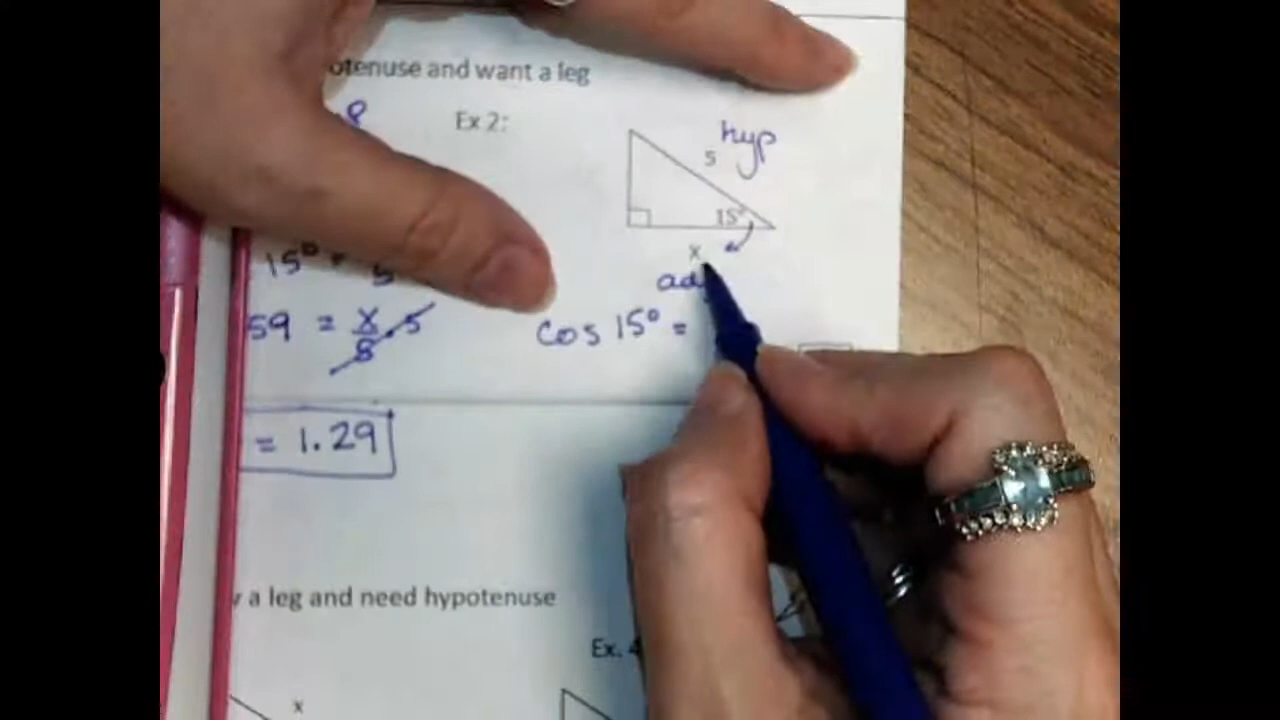 otenuse and want a leg
Ex 2:
hyp
5
15°
x
15° =
59 = x/8 · 5
cos 15° =
= 1.29
a leg and need hypotenuse
Ex. 4
x